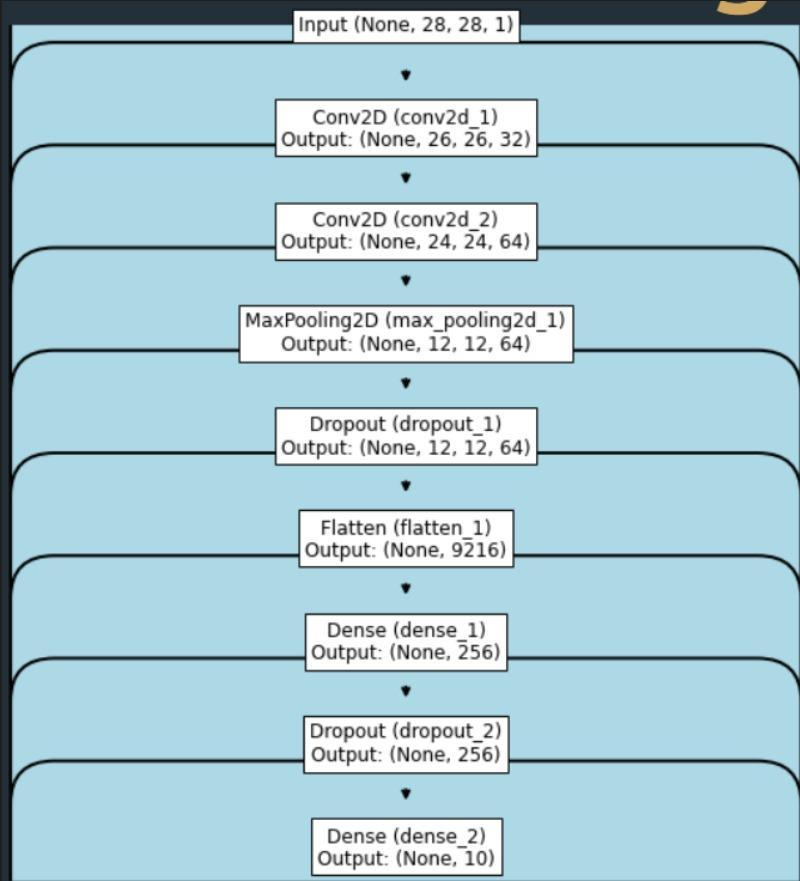 Input (None, 28, 28, 1)
Conv2D (conv2d_1)
Output: (None, 26, 26, 32)
Conv2D (conv2d_2)
Output: (None, 24, 24, 64)
MaxPooling2D (max_pooling2d_1)
Output: (None, 12, 12, 64)
Dropout (dropout_1)
Output: (None, 12, 12, 64)
Flatten (flatten_1)
Output: (None, 9216)
Dense (dense_1)
Output: (None, 256)
Dropout (dropout_2)
Output: (None, 256)
Dense (dense_2)
Output: (None, 10)